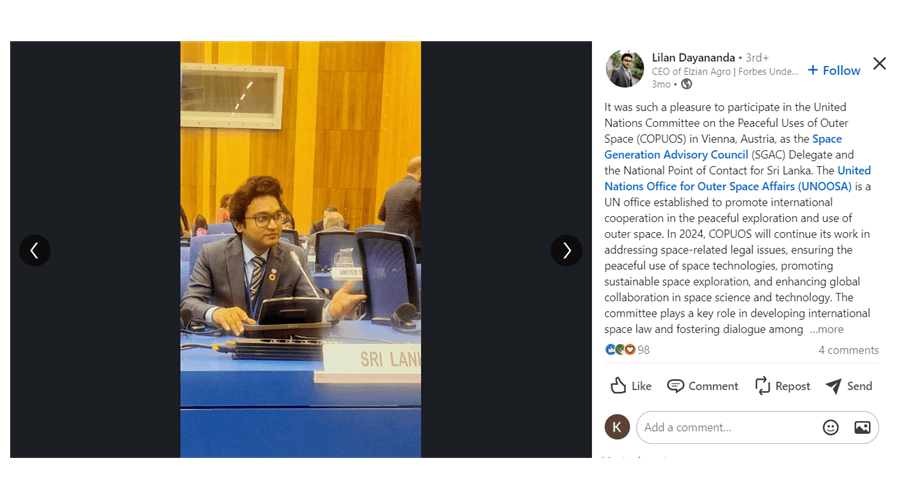 UNITED S
SRI LANK
Lilan Dayananda • 3rd+
CEO of Elzian Agro | Forbes Unde...
3mo •
+ Follow
It was such a pleasure to participate in the United
Nations Committee on the Peaceful Uses of Outer
Space (COPUOS) in Vienna, Austria, as the Space
Generation Advisory Council (SGAC) Delegate and
the National Point of Contact for Sri Lanka. The United
Nations Office for Outer Space Affairs (UNOOSA) is a
UN office established to promote international
cooperation in the peaceful exploration and use of
outer space. In 2024, COPUOS will continue its work in
addressing space-related legal issues, ensuring the
peaceful use of space technologies, promoting
sustainable space exploration, and enhancing global
collaboration in space science and technology. The
committee plays a key role in developing international
space law and fostering dialogue among ...more
98
4 comments
Like
Comment
Repost
Send
K
Add a comment...